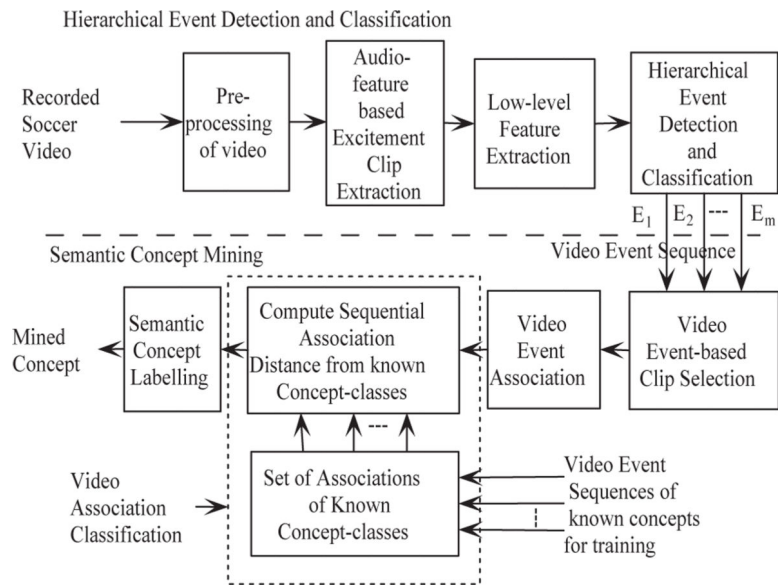 Hierarchical Event Detection and Classification
Recorded
Soccer
Video
Pre-
processing
of video
Audio-
feature
based
Excitement
Clip
Extraction
Low-level
Feature
Extraction
Hierarchical
Event
Detection
and
Classification
E1 E2 --- Em
Semantic Concept Mining
Video Event Sequence
Mined
Concept
Semantic
Concept
Labelling
Compute Sequential
Association
Distance from known
Concept-classes
Video
Event
Association
Video
Event-based
Clip Selection
---
Video
Association
Classification
Set of Associations
of Known
Concept-classes
Video Event
Sequences of
known concepts
for training